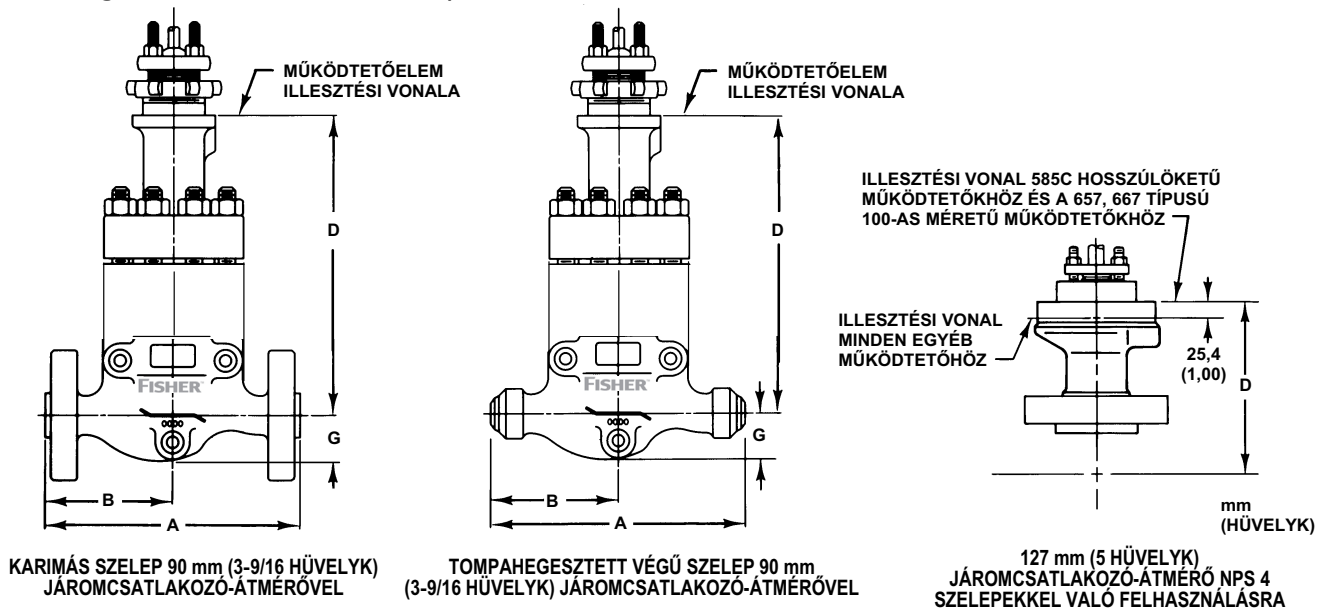 MŰKÖDTETŐELEM
ILLESZTÉSI VONALA
D
FISHER
G
B
A
KARIMÁS SZELEP 90 mm (3-9/16 HÜVELYK)
JÁROMCSATLAKOZÓ-ÁTMÉRŐVEL
MŰKÖDTETŐELEM
ILLESZTÉSI VONALA
D
FISHER
G
B
A
TOMPAHEGESZTETT VÉGŰ SZELEP 90 mm
(3-9/16 HÜVELYK) JÁROMCSATLAKOZÓ-ÁTMÉRŐVEL
ILLESZTÉSI VONAL 585C HOSSZÚLÖKETŰ
MŰKÖDTETŐKHÖZ ÉS A 657, 667 TÍPUSÚ
100-AS MÉRETŰ MŰKÖDTETŐKHÖZ
ILLESZTÉSI VONAL
MINDEN EGYÉB
MŰKÖDTETŐHÖZ
25,4
(1,00)
D
mm
(HÜVELYK)
127 mm (5 HÜVELYK)
JÁROMCSATLAKOZÓ-ÁTMÉRŐ NPS 4
SZELEPEKKEL VALÓ FELHASZNÁLÁSRA